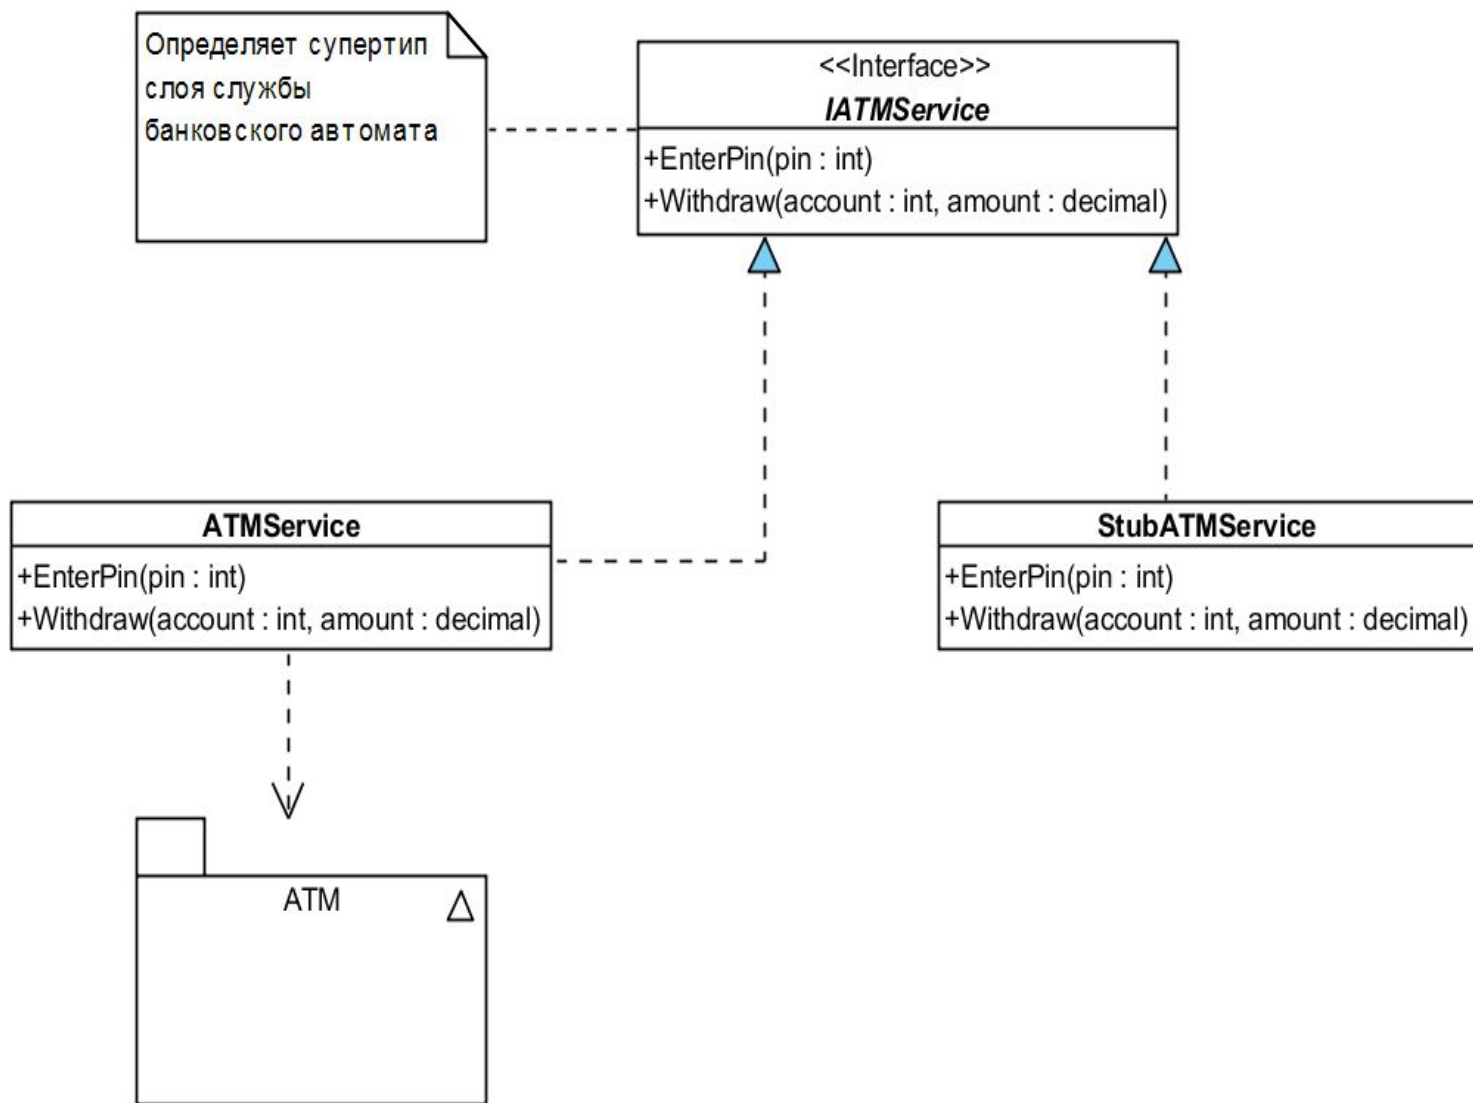 Определяет супертип
слоя службы
банковского автомата
<<Interface>>
IATMService
+EnterPin(pin : int)
+Withdraw(account : int, amount : decimal)
ATMService
+EnterPin(pin : int)
+Withdraw(account : int, amount : decimal)
StubATMService
+EnterPin(pin : int)
+Withdraw(account : int, amount : decimal)
ATM